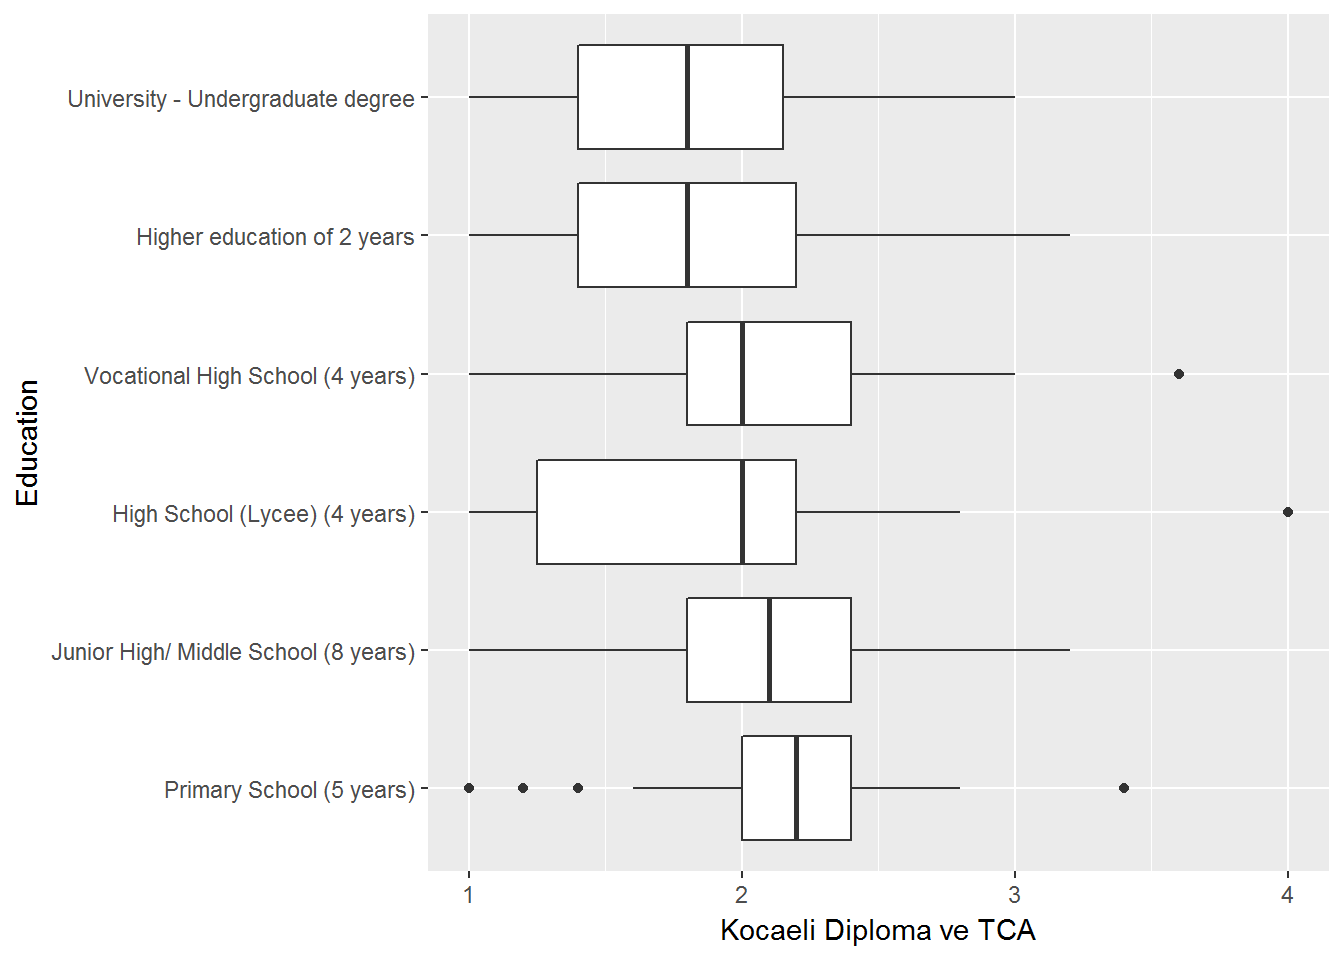 University - Undergraduate degree
Higher education of 2 years
Vocational High School (4 years)
High School (Lycee) (4 years)
Junior High/ Middle School (8 years)
Primary School (5 years)
Education
1 2 3 4
Kocaeli Diploma ve TCA